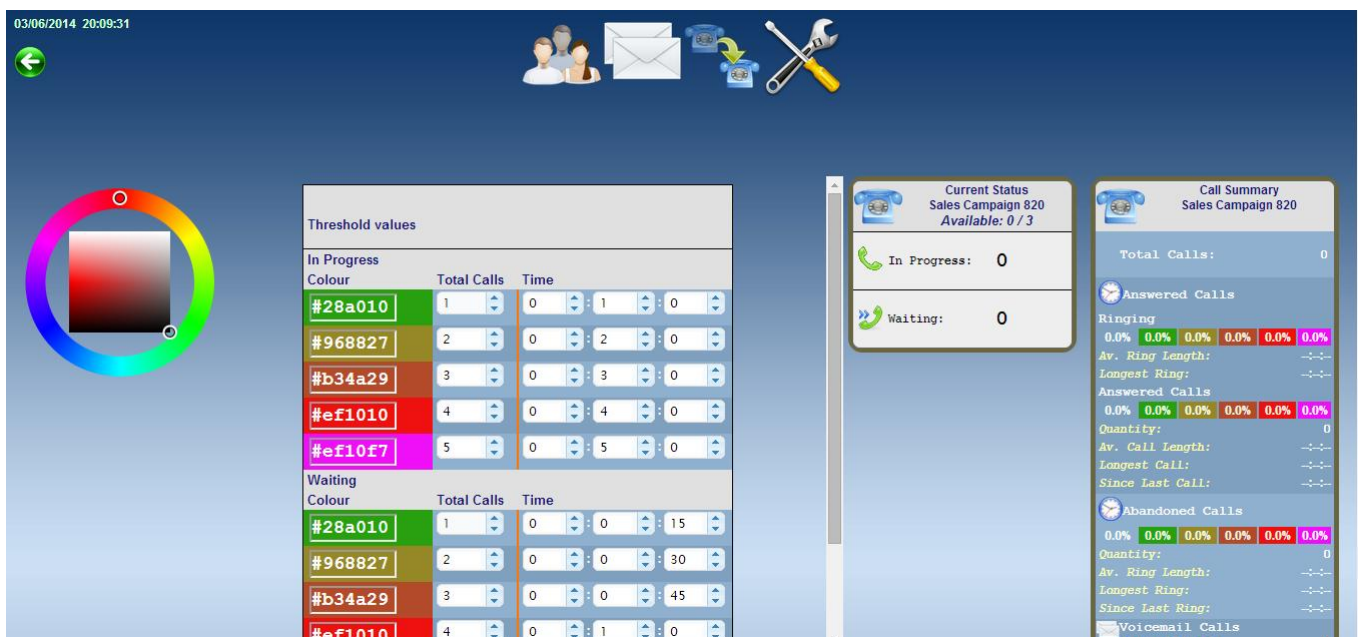 03/06/2014 20:09:31
Threshold values
In Progress
Colour Total Calls Time
#28a010 1 0 : 1 : 0
#968827 2 0 : 2 : 0
#b34a29 3 0 : 3 : 0
#ef1010 4 0 : 4 : 0
#ef10f7 5 0 : 5 : 0
Waiting
Colour Total Calls Time
#28a010 1 0 : 0 : 15
#968827 2 0 : 0 : 30
#b34a29 3 0 : 0 : 45
#ef1010 4 0 : 1 : 0
Current Status
Sales Campaign 820
Available: 0 / 3
In Progress: 0
Waiting: 0
Call Summary
Sales Campaign 820
Total Calls: 0
Answered Calls
Ringing
0.0% 0.0% 0.0% 0.0% 0.0% 0.0%
Av. Ring Length: --:--:--
Longest Ring: --:--:--
Answered Calls
0.0% 0.0% 0.0% 0.0% 0.0% 0.0%
Quantity: 0
Av. Call Length: --:--:--
Longest Call: --:--:--
Since Last Call: --:--:--
Abandoned Calls
0.0% 0.0% 0.0% 0.0% 0.0% 0.0%
Quantity: 0
Av. Ring Length: --:--:--
Longest Ring: --:--:--
Since Last Ring: --:--:--
Voicemail Calls